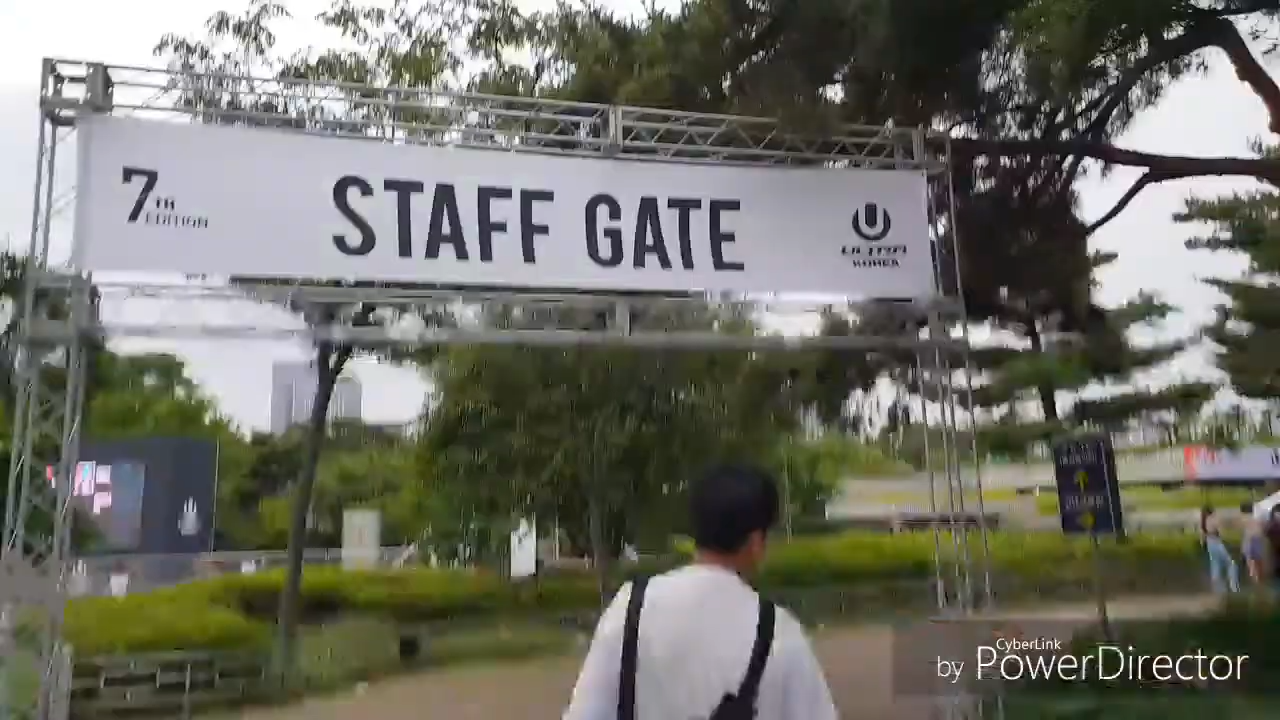 7TH
EDITION
STAFF GATE
ULTRA
KOREA
CyberLink
by PowerDirector